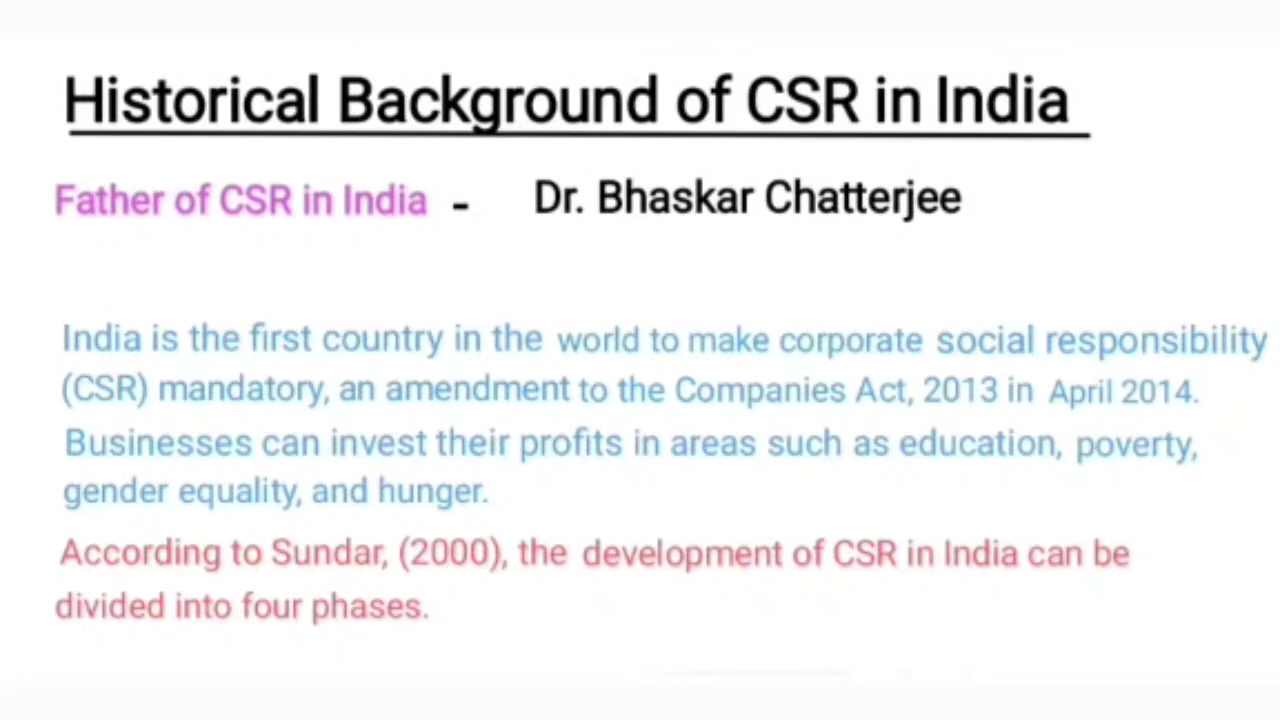 Historical Background of CSR in India
Father of CSR in India - Dr. Bhaskar Chatterjee
India is the first country in the world to make corporate social responsibility
(CSR) mandatory, an amendment to the Companies Act, 2013 in April 2014.
Businesses can invest their profits in areas such as education, poverty,
gender equality, and hunger.
According to Sundar, (2000), the development of CSR in India can be
divided into four phases.